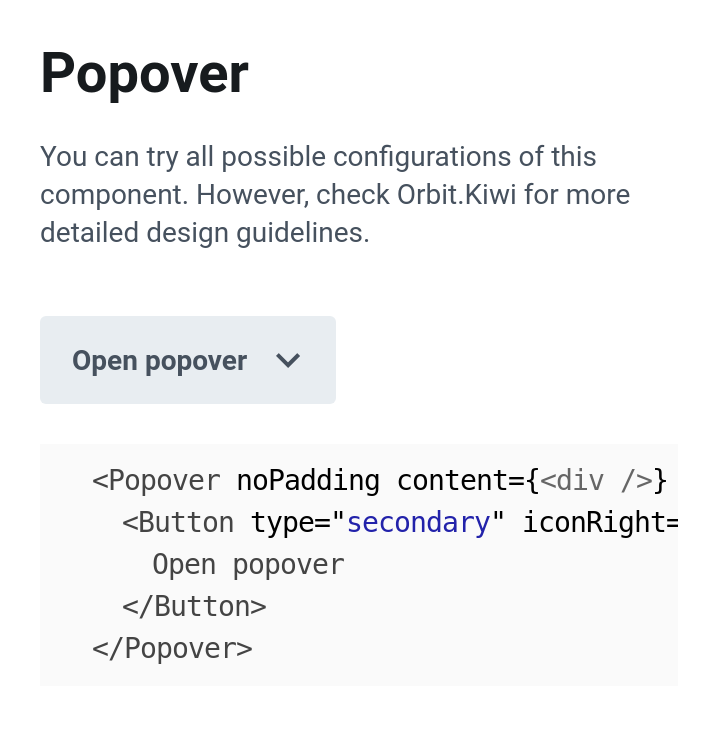 Popover
You can try all possible configurations of this
component. However, check Orbit.Kiwi for more
detailed design guidelines.
Open popover
<Popover noPadding content={<div />}
<Button type="secondary" iconRight=
Open popover
</Button>
</Popover>